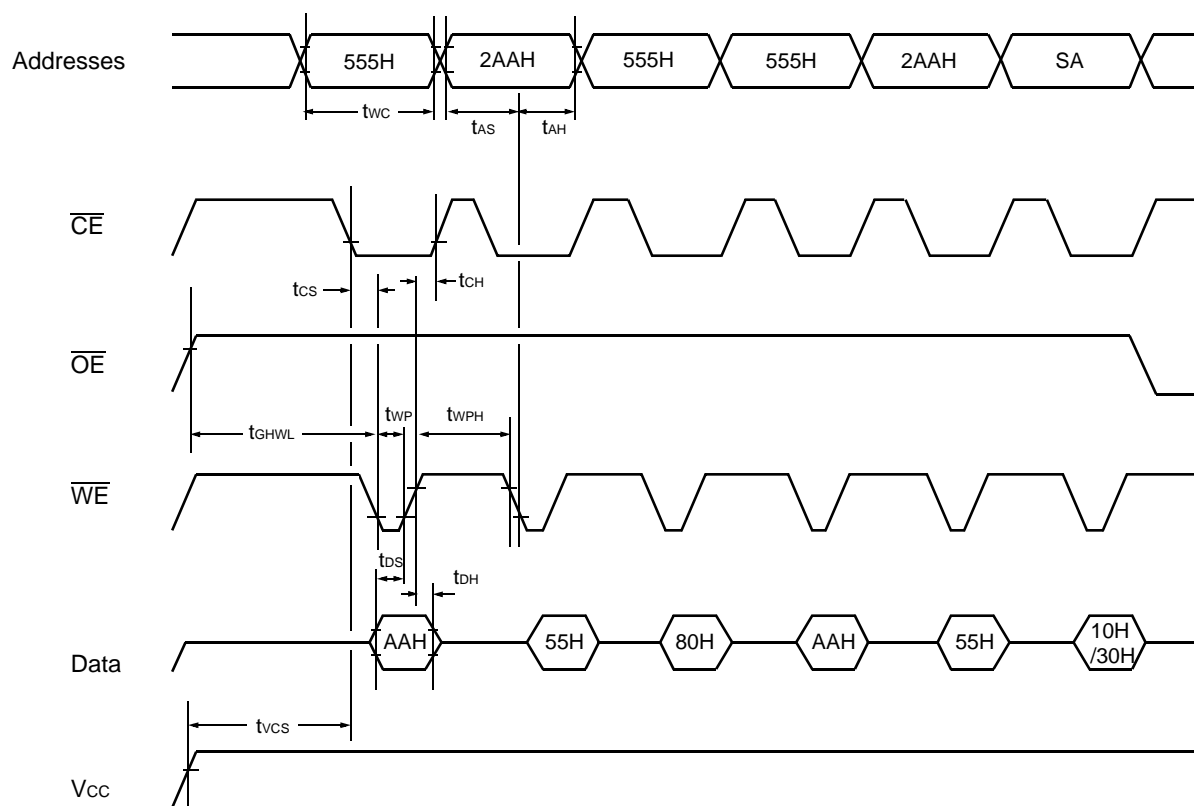 Addresses
555H 2AAH 555H 555H 2AAH SA
tWC
tAS tAH
CE
tCS tCH
OE
tGHWL tWP tWPH
WE
tDS
tDH
Data
AAH 55H 80H AAH 55H 10H
/30H
tVCS
VCC